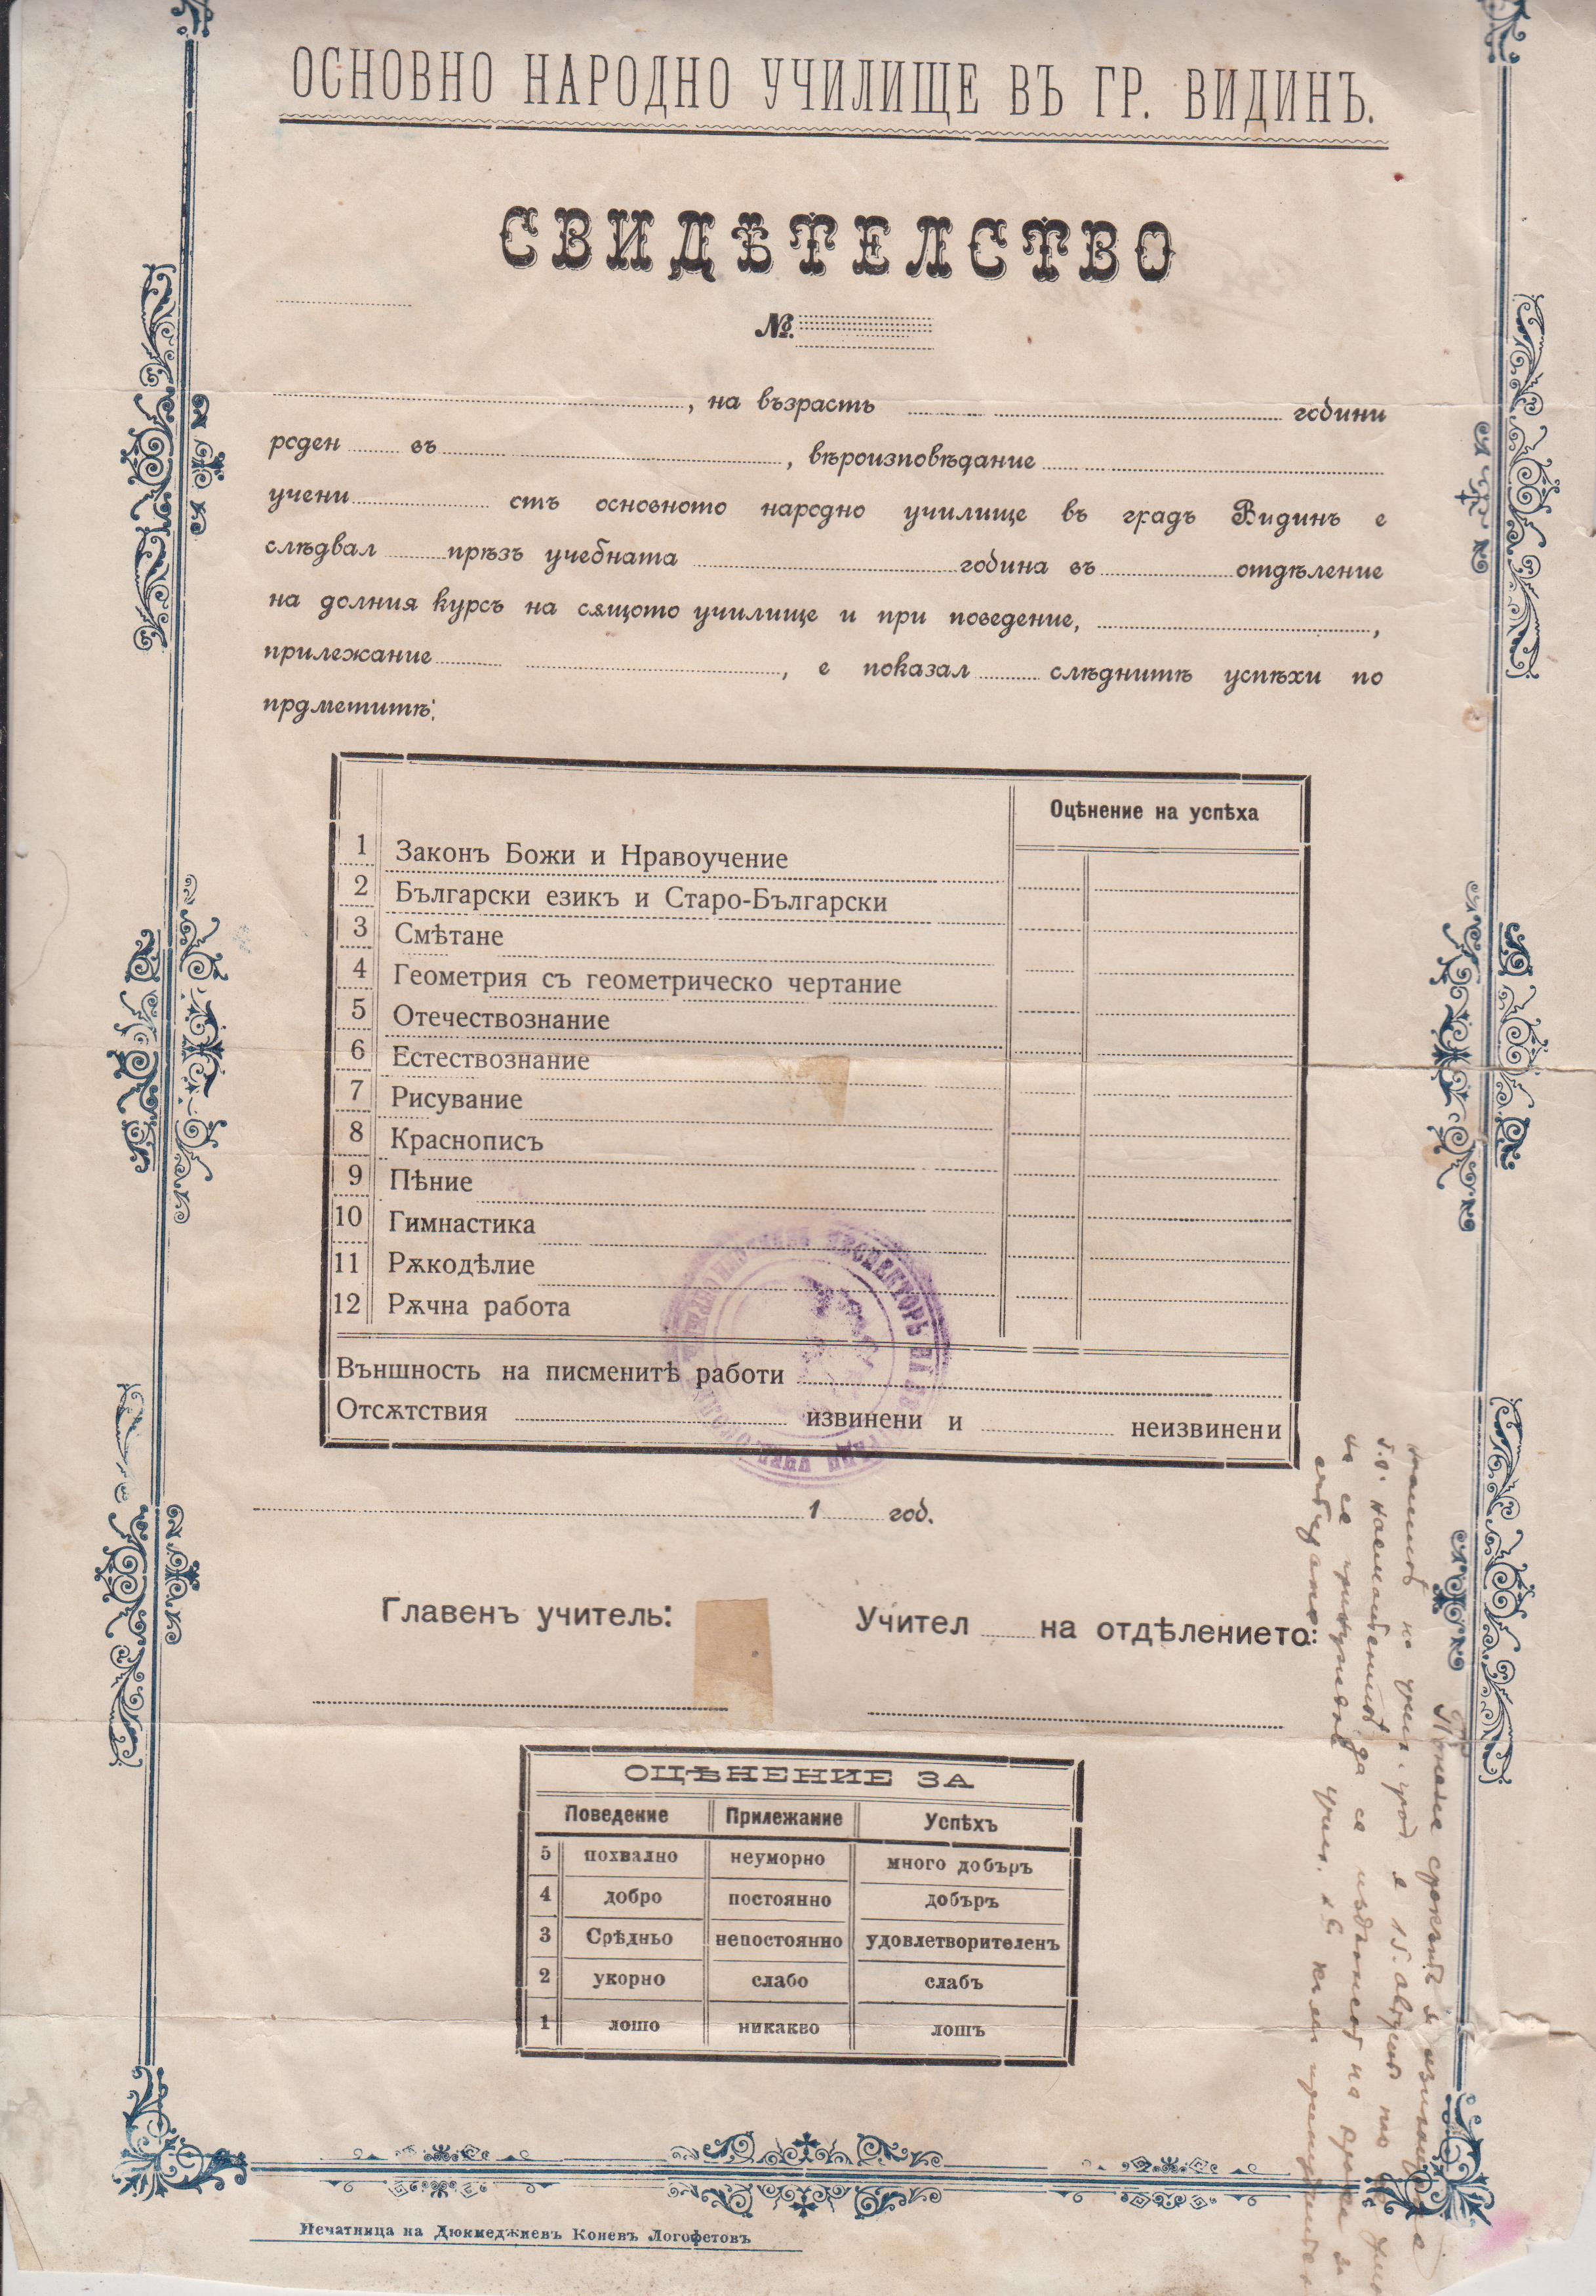 ОСНОВНО НАРОДНО УЧИЛИЩЕ ВЪ ГР. ВИДИНЪ.
СВИДѢТЕЛСТВО
№.
, на възрасть години
роден въ , вѣроизповѣдание
учени отъ основното народно училище въ градъ Видинъ е
слѣдвал прѣзъ учебната година въ отдѣление
на долния курсъ на сѫщото училище и при поведение, ,
прилежание , е показал слѣднитѣ успѣхи по
прдметитѣ:
Оцѣнение на успѣха
1 Законъ Божи и Нравоучение
2 Български езикъ и Старо-Български
3 Смѣтане
4 Геометрия съ геометрическо чертание
5 Отечествознание
6 Естествознание
7 Рисувание
8 Краснописъ
9 Пѣние
10 Гимнастика
11 Рѫкодѣлие
12 Рѫчна работа
Външность на писменитѣ работи
Отсѫтствия извинени и неизвинени
1 год.
Главенъ учитель: Учител на отдѣлението:
ОЦѢНЕНИЕ ЗА
Поведение Прилежание Успѣхъ
5 похвално неуморно много добъръ
4 добро постоянно добъръ
3 Срѣдньо непостоянно удовлетворителенъ
2 укорно слабо слабъ
1 лошо никакво лошъ
Печатница на Дюкмеджиевъ Коневъ Логофетовъ